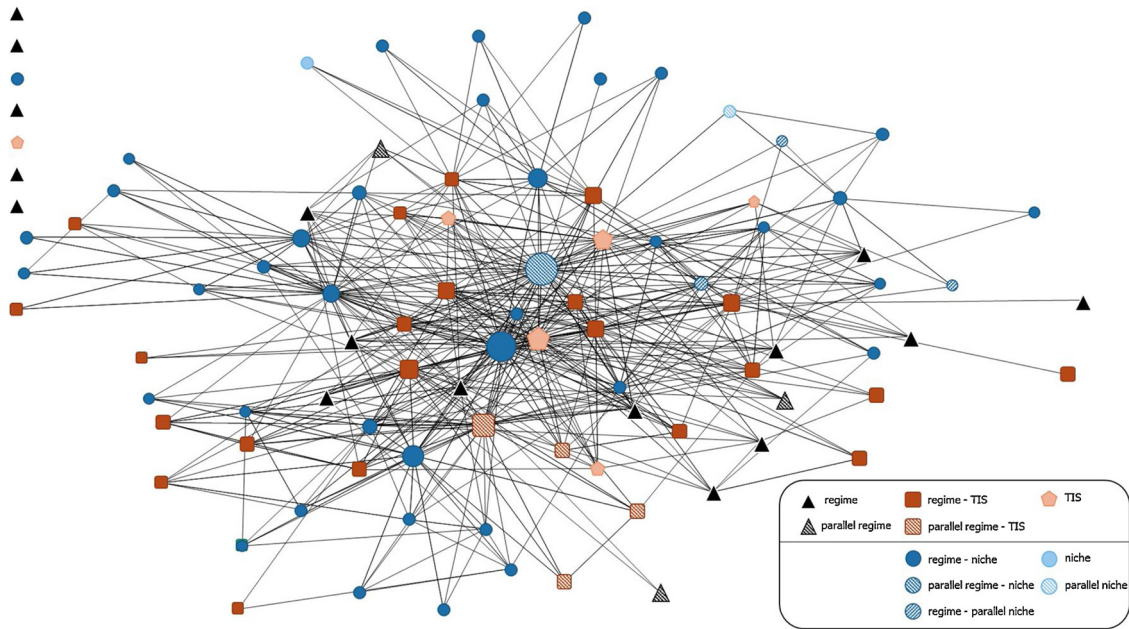 regime regime - TIS TIS
parallel regime parallel regime - TIS
regime - niche niche
parallel regime - niche parallel niche
regime - parallel niche